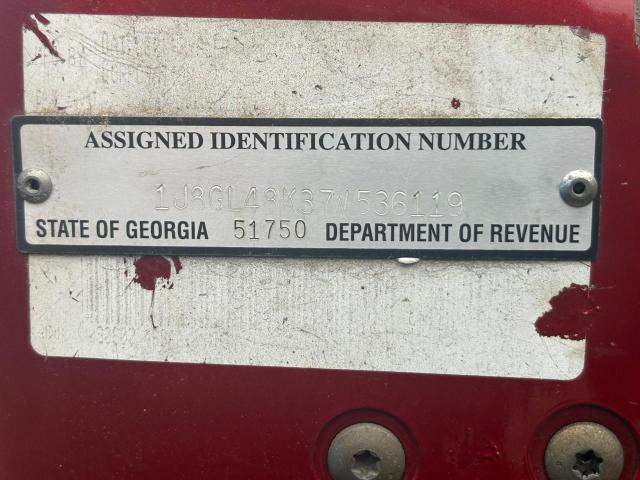 ASSIGNED IDENTIFICATION NUMBER
1J8GL48K37W536119
STATE OF GEORGIA 51750 DEPARTMENT OF REVENUE